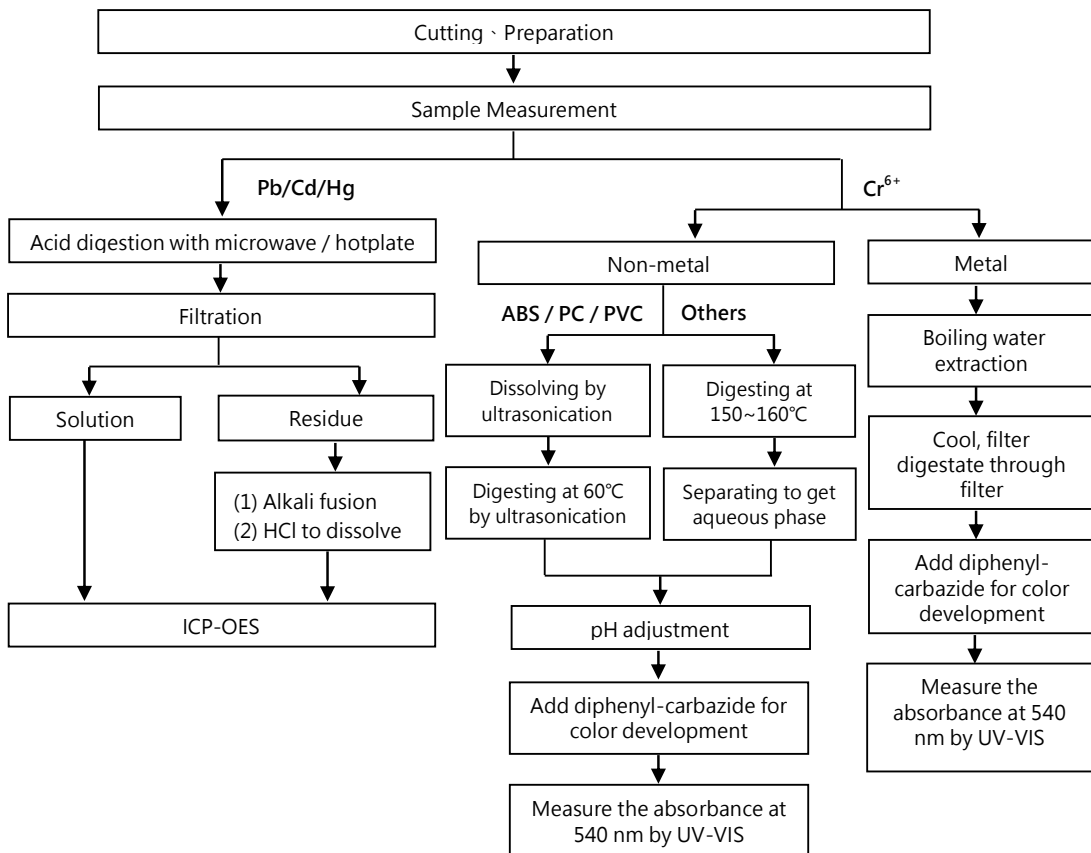 Cutting、Preparation
Sample Measurement
Pb/Cd/Hg
Cr6+
Acid digestion with microwave / hotplate
Non-metal
Metal
Filtration
ABS / PC / PVC
Others
Boiling water
extraction
Solution
Residue
Dissolving by
ultrasonication
Digesting at
150~160℃
Cool, filter
digestate through
filter
(1) Alkali fusion
(2) HCl to dissolve
Digesting at 60℃
by ultrasonication
Separating to get
aqueous phase
Add diphenyl-
carbazide for color
development
ICP-OES
pH adjustment
Measure the
absorbance at 540
nm by UV-VIS
Add diphenyl-carbazide for
color development
Measure the absorbance at
540 nm by UV-VIS